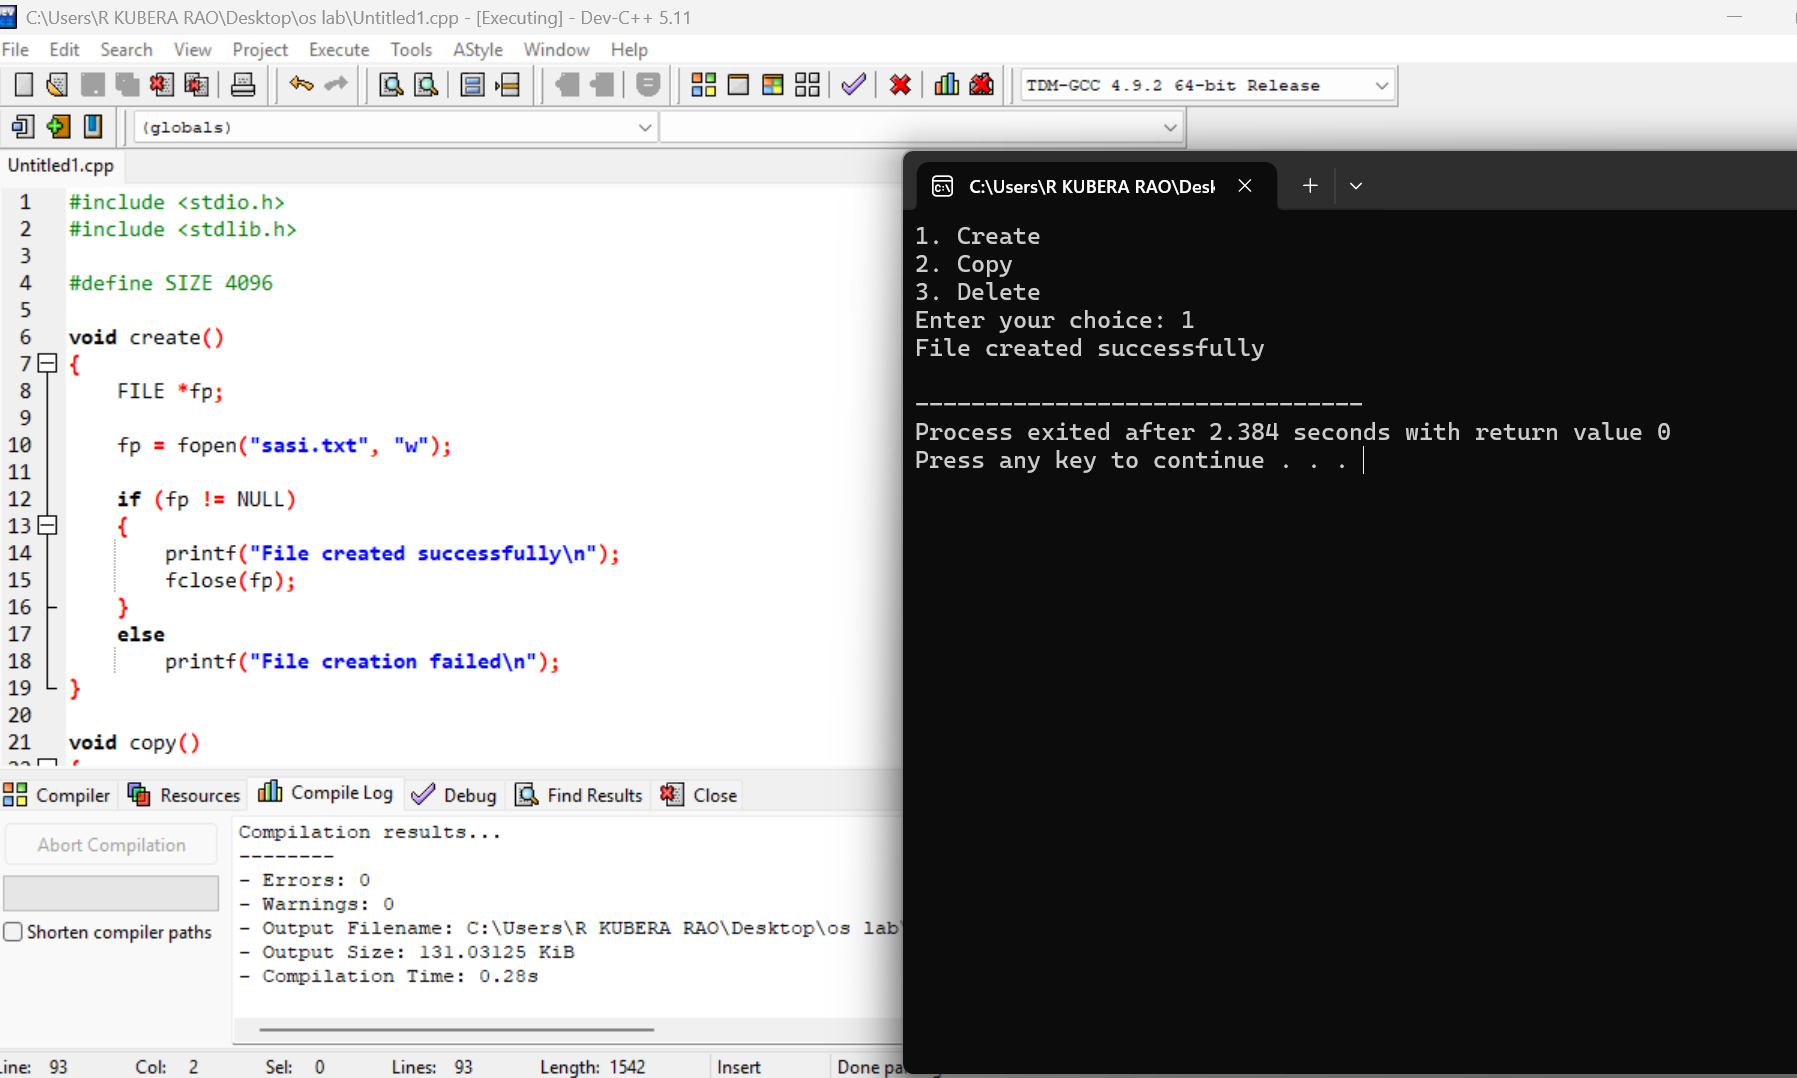 C:\Users\R KUBERA RAO\Desktop\os lab\Untitled1.cpp - [Executing] - Dev-C++ 5.11
File Edit Search View Project Execute Tools AStyle Window Help
TDM-GCC 4.9.2 64-bit Release
(globals)
Untitled1.cpp
1 #include <stdio.h>
2 #include <stdlib.h>
3
4 #define SIZE 4096
5
6 void create()
7 {
8 FILE *fp;
9
10 fp = fopen("sasi.txt", "w");
11
12 if (fp != NULL)
13 {
14 printf("File created successfully\n");
15 fclose(fp);
16 }
17 else
18 printf("File creation failed\n");
19 }
20
21 void copy()
C:\Users\R KUBERA RAO\Desk
1. Create
2. Copy
3. Delete
Enter your choice: 1
File created successfully
--------------------------------
Process exited after 2.384 seconds with return value 0
Press any key to continue . . .
Compiler Resources Compile Log Debug Find Results Close
Abort Compilation
Shorten compiler paths
Compilation results...
--------
- Errors: 0
- Warnings: 0
- Output Filename: C:\Users\R KUBERA RAO\Desktop\os lab\
- Output Size: 131.03125 KiB
- Compilation Time: 0.28s
Line: 93 Col: 2 Sel: 0 Lines: 93 Length: 1542 Insert Done